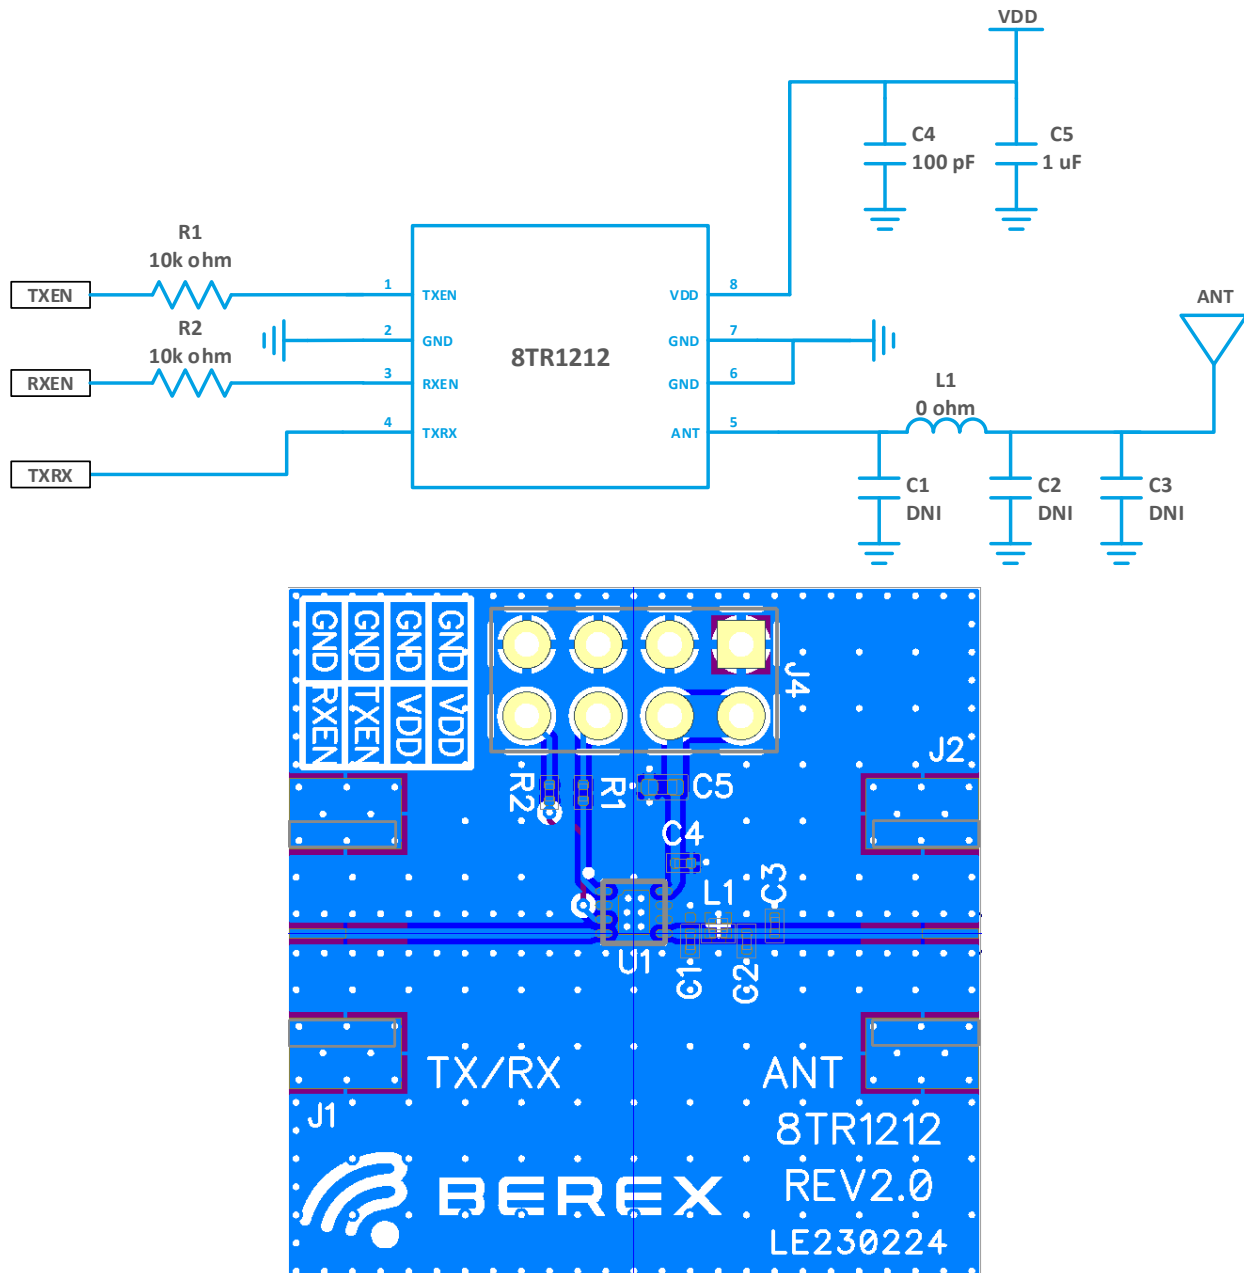 VDD
C4
100 pF
C5
1 uF
R1
10k ohm
TXEN
1
TXEN
VDD
8
ANT
R2
10k ohm
2
GND
8TR1212
GND
7
RXEN
3
RXEN
GND
6
L1
0 ohm
4
TXRX
ANT
5
TXRX
C1
DNI
C2
DNI
C3
DNI
GND GND GND GND
RXEN TXEN VDD VDD
J4
J2
R2
R1
C5
C4
L1
C3
U1
C1
C2
TX/RX
ANT
J1
8TR1212
BEREX
REV2.0
LE230224